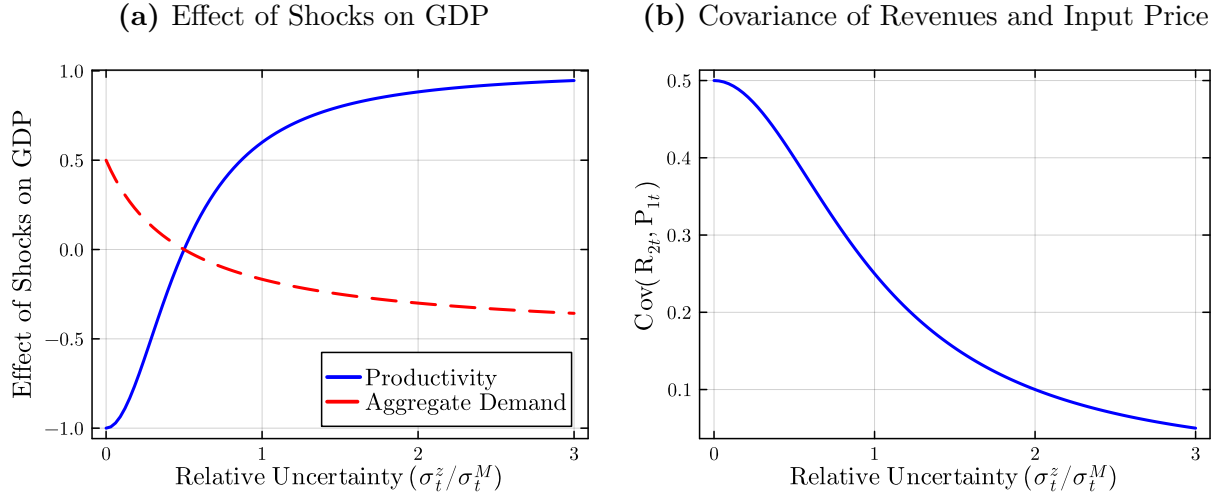 (a) Effect of Shocks on GDP
Effect of Shocks on GDP
1.0
0.5
0.0
−0.5
−1.0
Productivity
Aggregate Demand
0 1 2 3
Relative Uncertainty (σ_t^z/σ_t^M)
(b) Covariance of Revenues and Input Price
Cov(R_{2t}, P_{1t})
0.5
0.4
0.3
0.2
0.1
0 1 2 3
Relative Uncertainty (σ_t^z/σ_t^M)